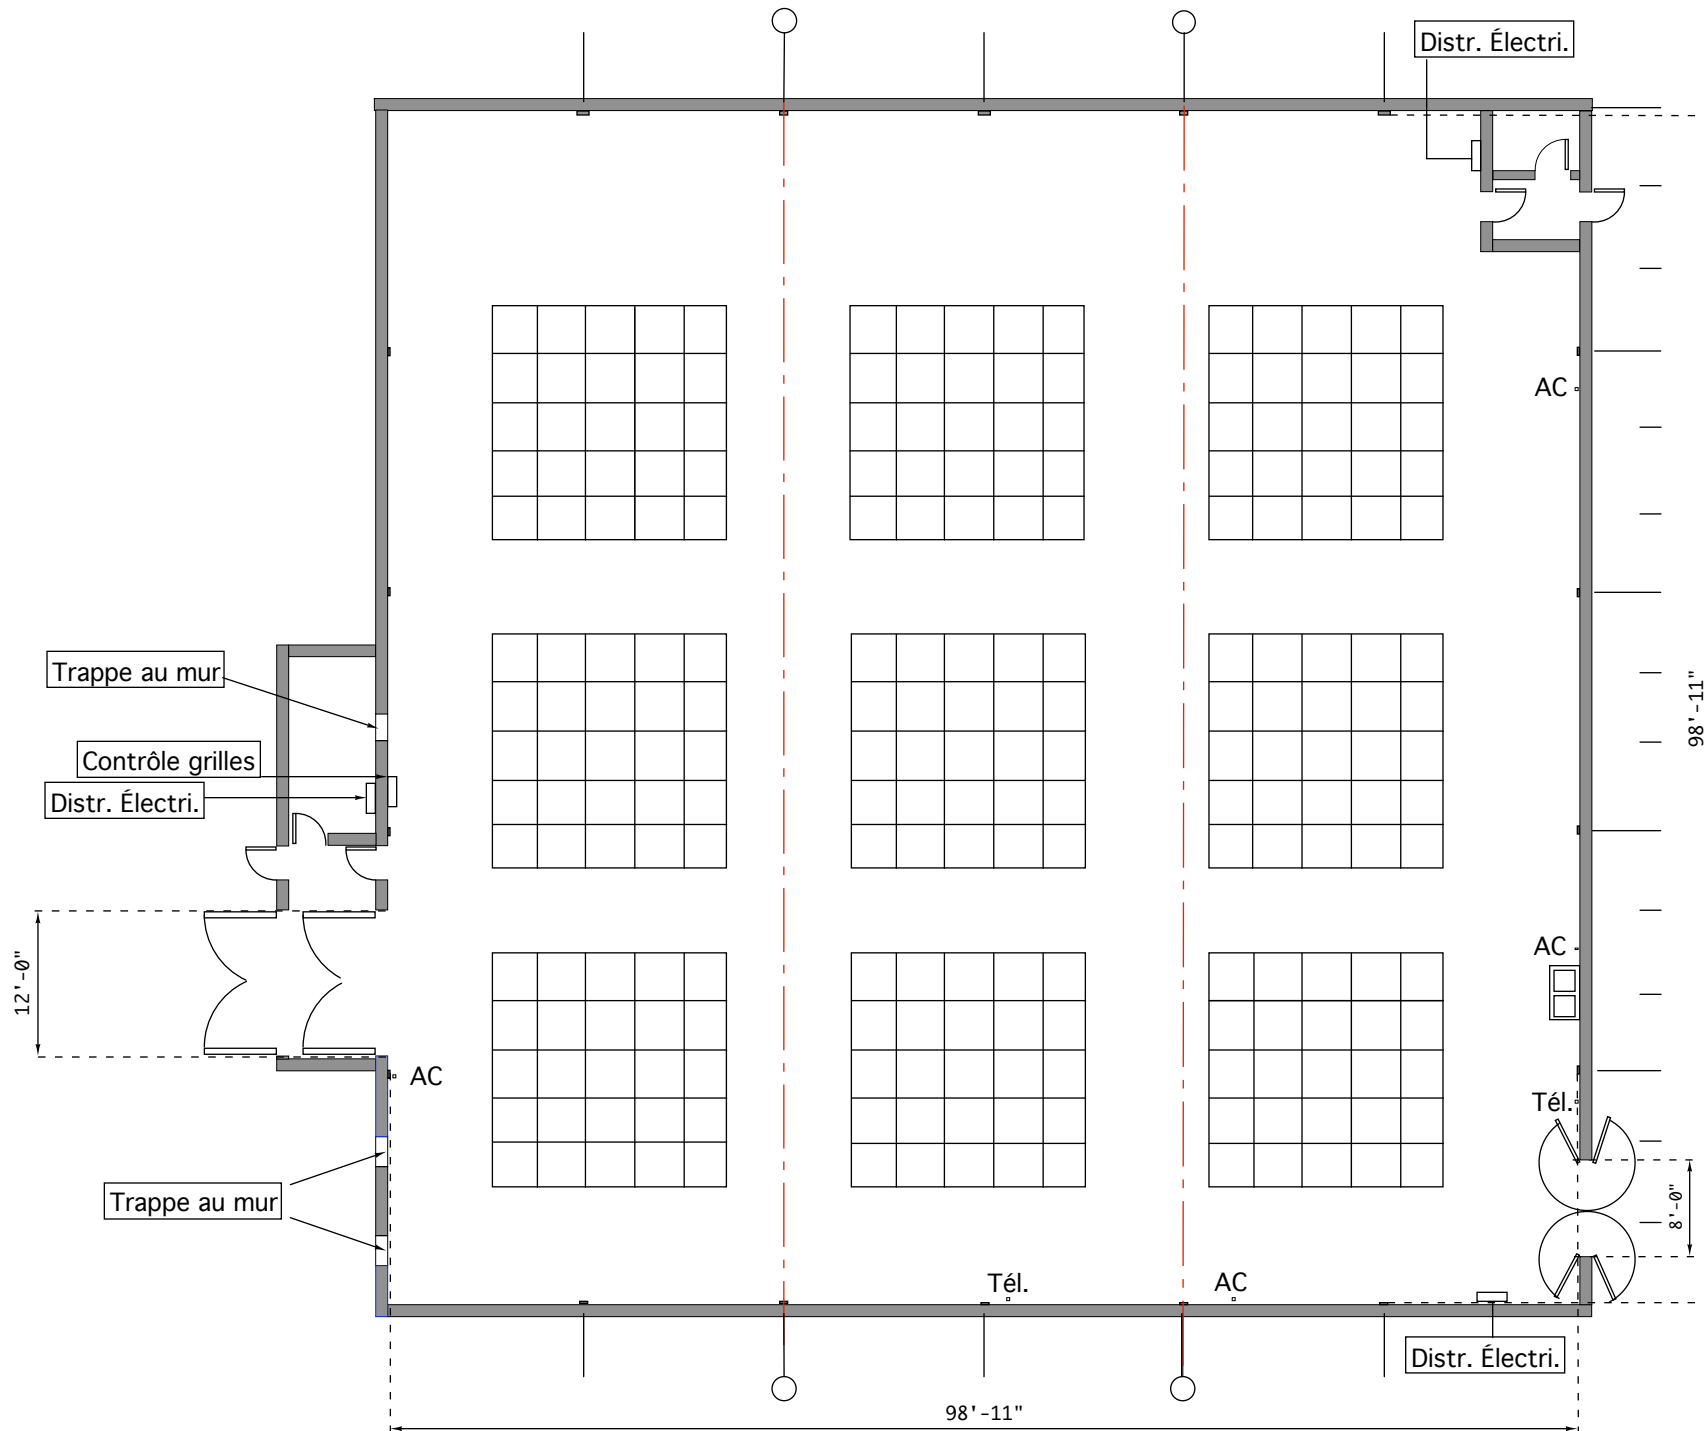 Distr. Électri.
AC
Trappe au mur
98'-11"
Contrôle grilles
Distr. Électri.
AC
12'-0"
AC
Tél.
Trappe au mur
8'-0"
Tél.
AC
Distr. Électri.
98'-11"